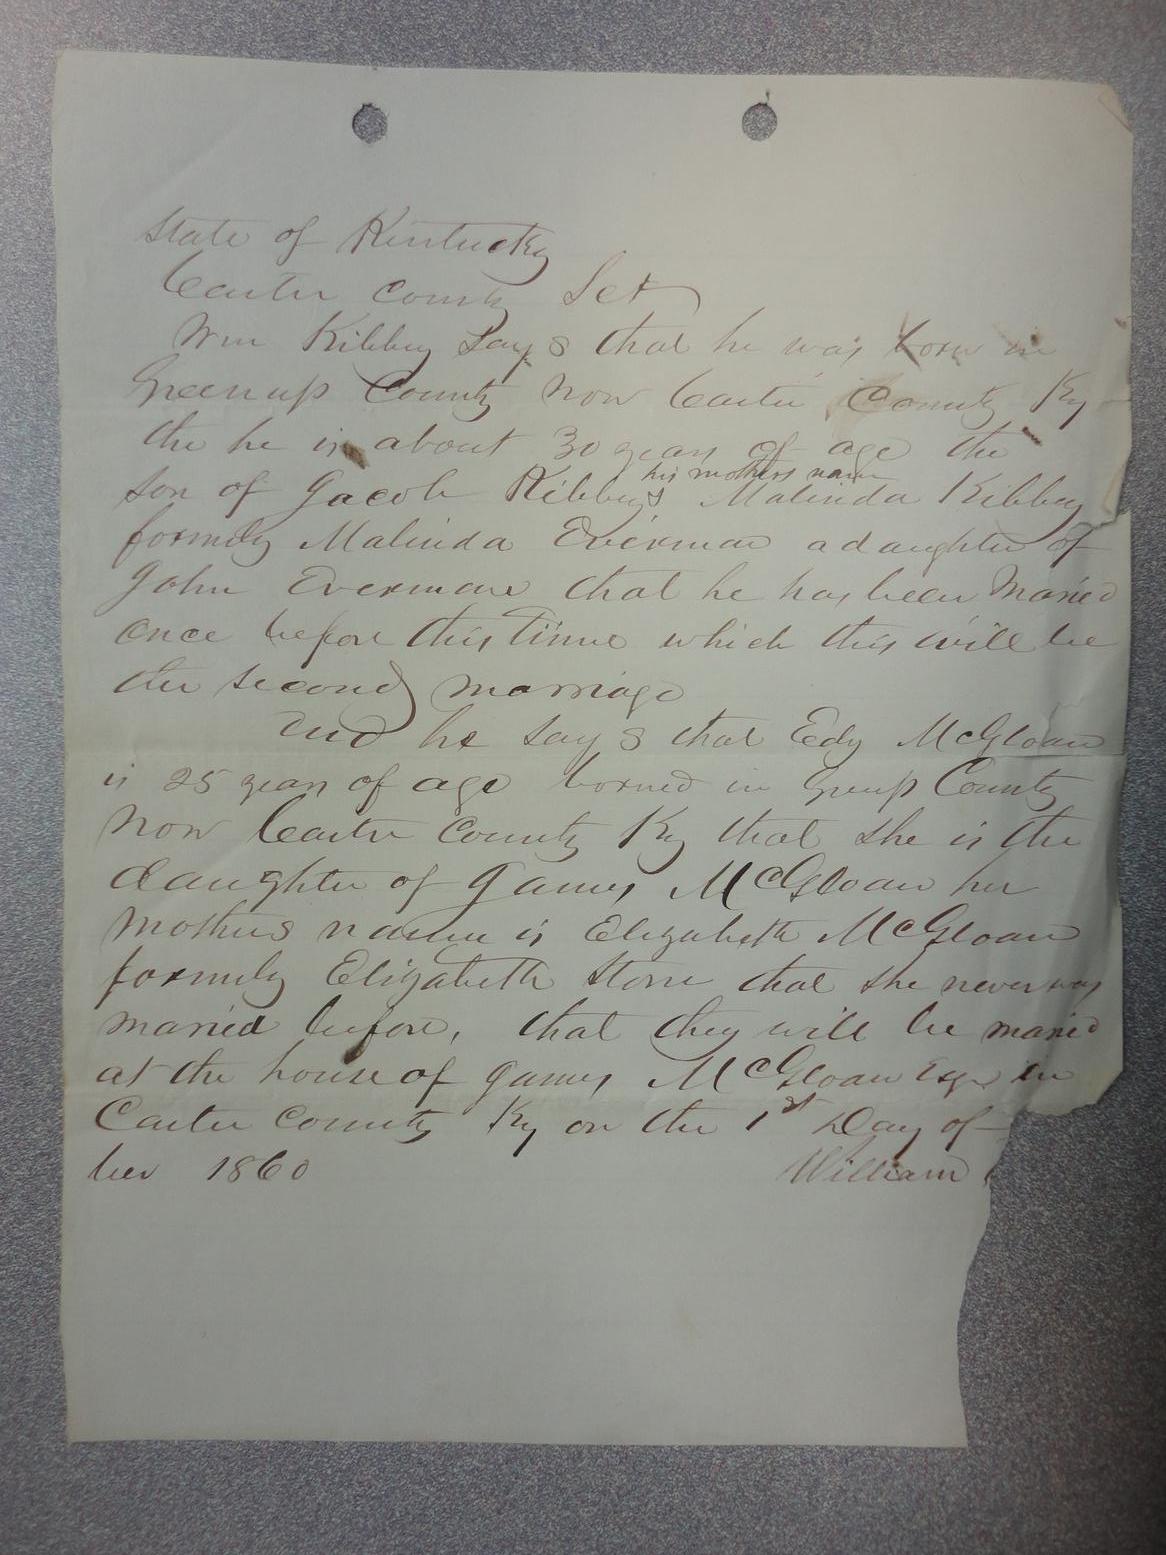 State of Kentucky
Carter County Sct
Wm Kibbey Says that he was born in
Greenup County Now Carter County Ky
the he is about 30 years of age the
his mothers name
son of Jacob Kibbeys Malinda Kibbey
formily Malinda Everman a daughter of
John Everman that he has been Maried
once before this time which this will be
the second marriage
and he says that Edy McGloan
is 25 years of age borned in Grnup County
Now Carter County Ky that she is the
daughter of James McGloan her
mothers name is Elizabeth McGloan
formily Elizabeth Stone that she never was
maried before, that they will be maried
at the house of James McGloan Esqr in
Carter County Ky on the 1st Day of
ber 1860 William